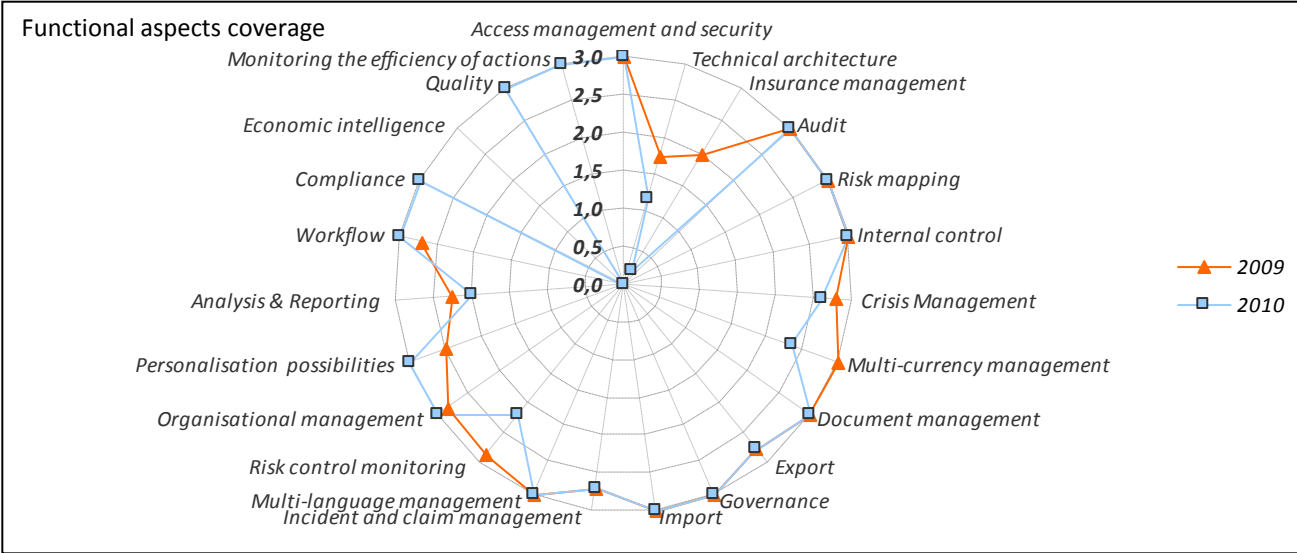 Functional aspects coverage
Access management and security
Monitoring the efficiency of actions
3,0
Technical architecture
Quality
Insurance management
2,5
Economic intelligence
2,0
Audit
Compliance
1,5
Risk mapping
Workflow
1,0
Internal control
0,5
2009
Analysis & Reporting
0,0
Crisis Management
2010
Personalisation possibilities
Multi-currency management
Organisational management
Document management
Risk control monitoring
Export
Multi-language management
Governance
Incident and claim management
Import